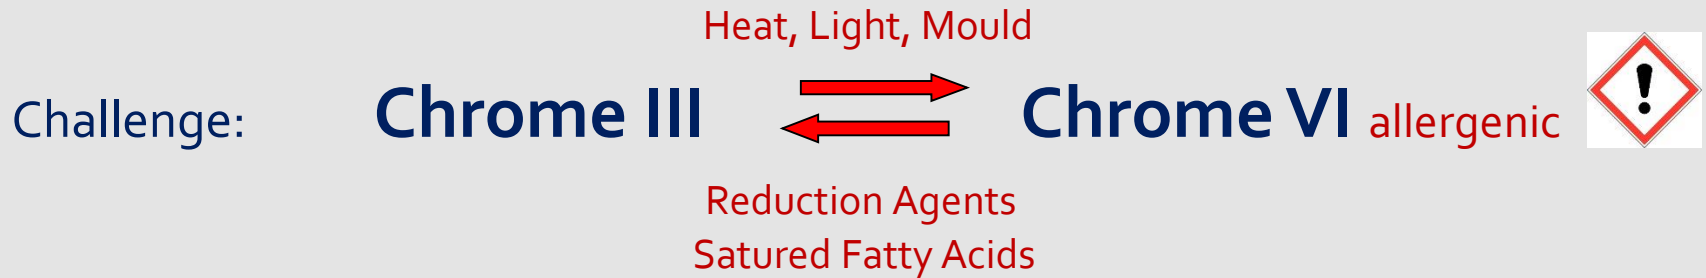 Heat, Light, Mould
Challenge: Chrome III Chrome VI allergenic
Reduction Agents
Satured Fatty Acids